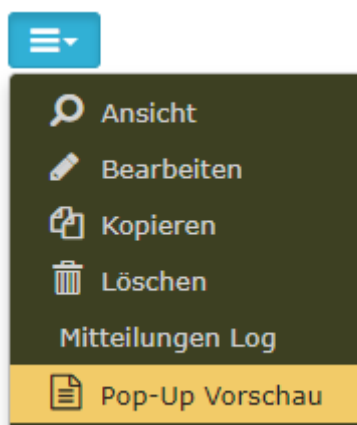 Ansicht
Bearbeiten
Kopieren
Löschen
Mitteilungen Log
Pop-Up Vorschau